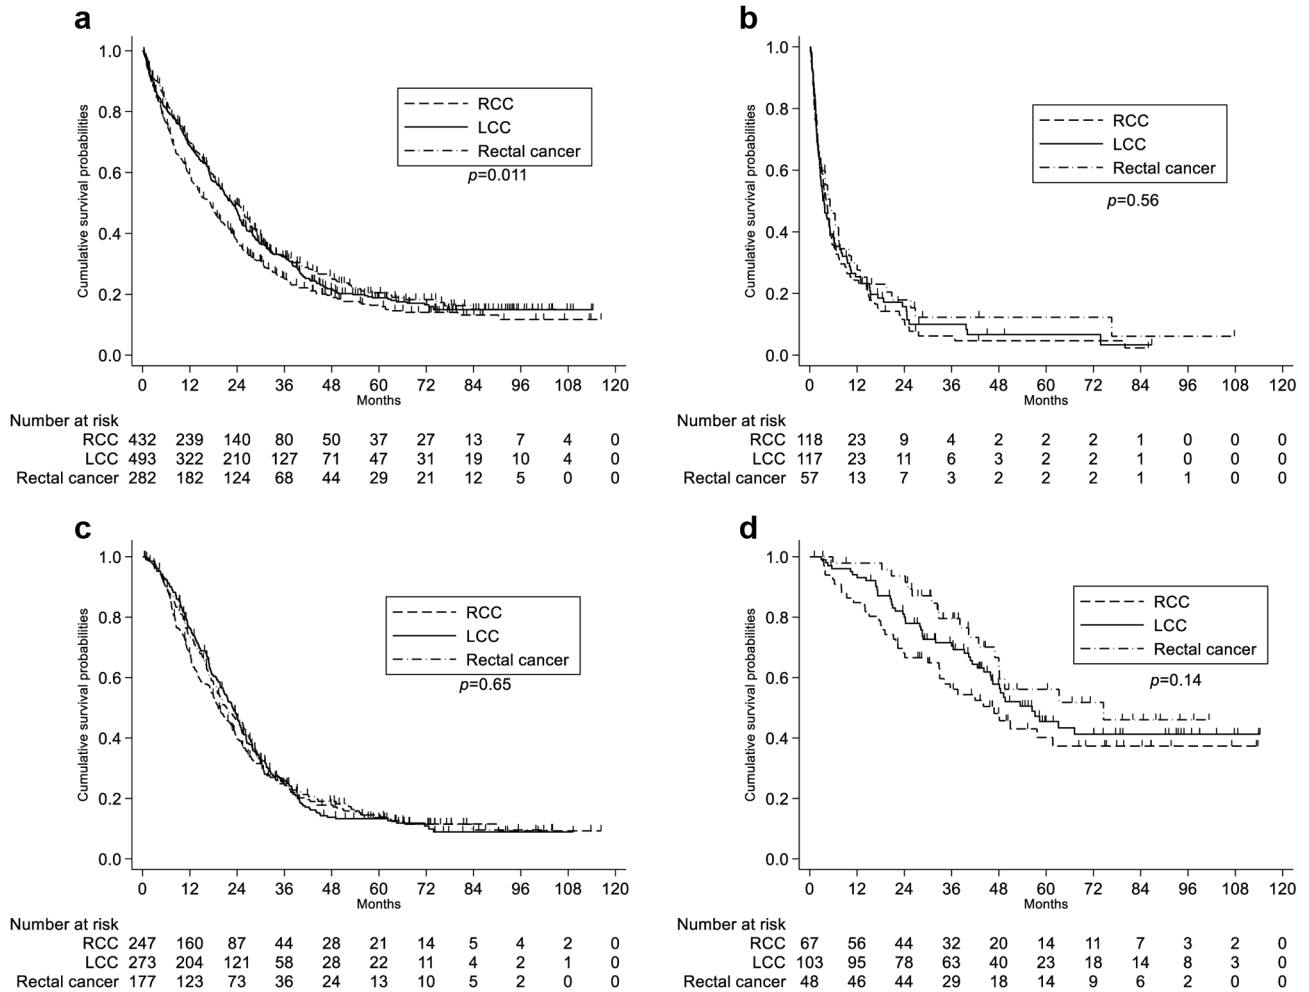 a
Cumulative survival probabilities
1.0
0.8
0.6
0.4
0.2
0.0
RCC
LCC
Rectal cancer
p=0.011
0 12 24 36 48 60 72 84 96 108 120
Months
Number at risk
RCC 432 239 140 80 50 37 27 13 7 4 0
LCC 493 322 210 127 71 47 31 19 10 4 0
Rectal cancer 282 182 124 68 44 29 21 12 5 0 0
b
Cumulative survival probabilities
1.0
0.8
0.6
0.4
0.2
0.0
RCC
LCC
Rectal cancer
p=0.56
0 12 24 36 48 60 72 84 96 108 120
Months
Number at risk
RCC 118 23 9 4 2 2 2 1 0 0 0
LCC 117 23 11 6 3 2 2 1 0 0 0
Rectal cancer 57 13 7 3 2 2 2 1 1 0 0
c
Cumulative survival probabilities
1.0
0.8
0.6
0.4
0.2
0.0
RCC
LCC
Rectal cancer
p=0.65
0 12 24 36 48 60 72 84 96 108 120
Months
Number at risk
RCC 247 160 87 44 28 21 14 5 4 2 0
LCC 273 204 121 58 28 22 11 4 2 1 0
Rectal cancer 177 123 73 36 24 13 10 5 2 0 0
d
Cumulative survival probabilities
1.0
0.8
0.6
0.4
0.2
0.0
RCC
LCC
Rectal cancer
p=0.14
0 12 24 36 48 60 72 84 96 108 120
Months
Number at risk
RCC 67 56 44 32 20 14 11 7 3 2 0
LCC 103 95 78 63 40 23 18 14 8 3 0
Rectal cancer 48 46 44 29 18 14 9 6 2 0 0